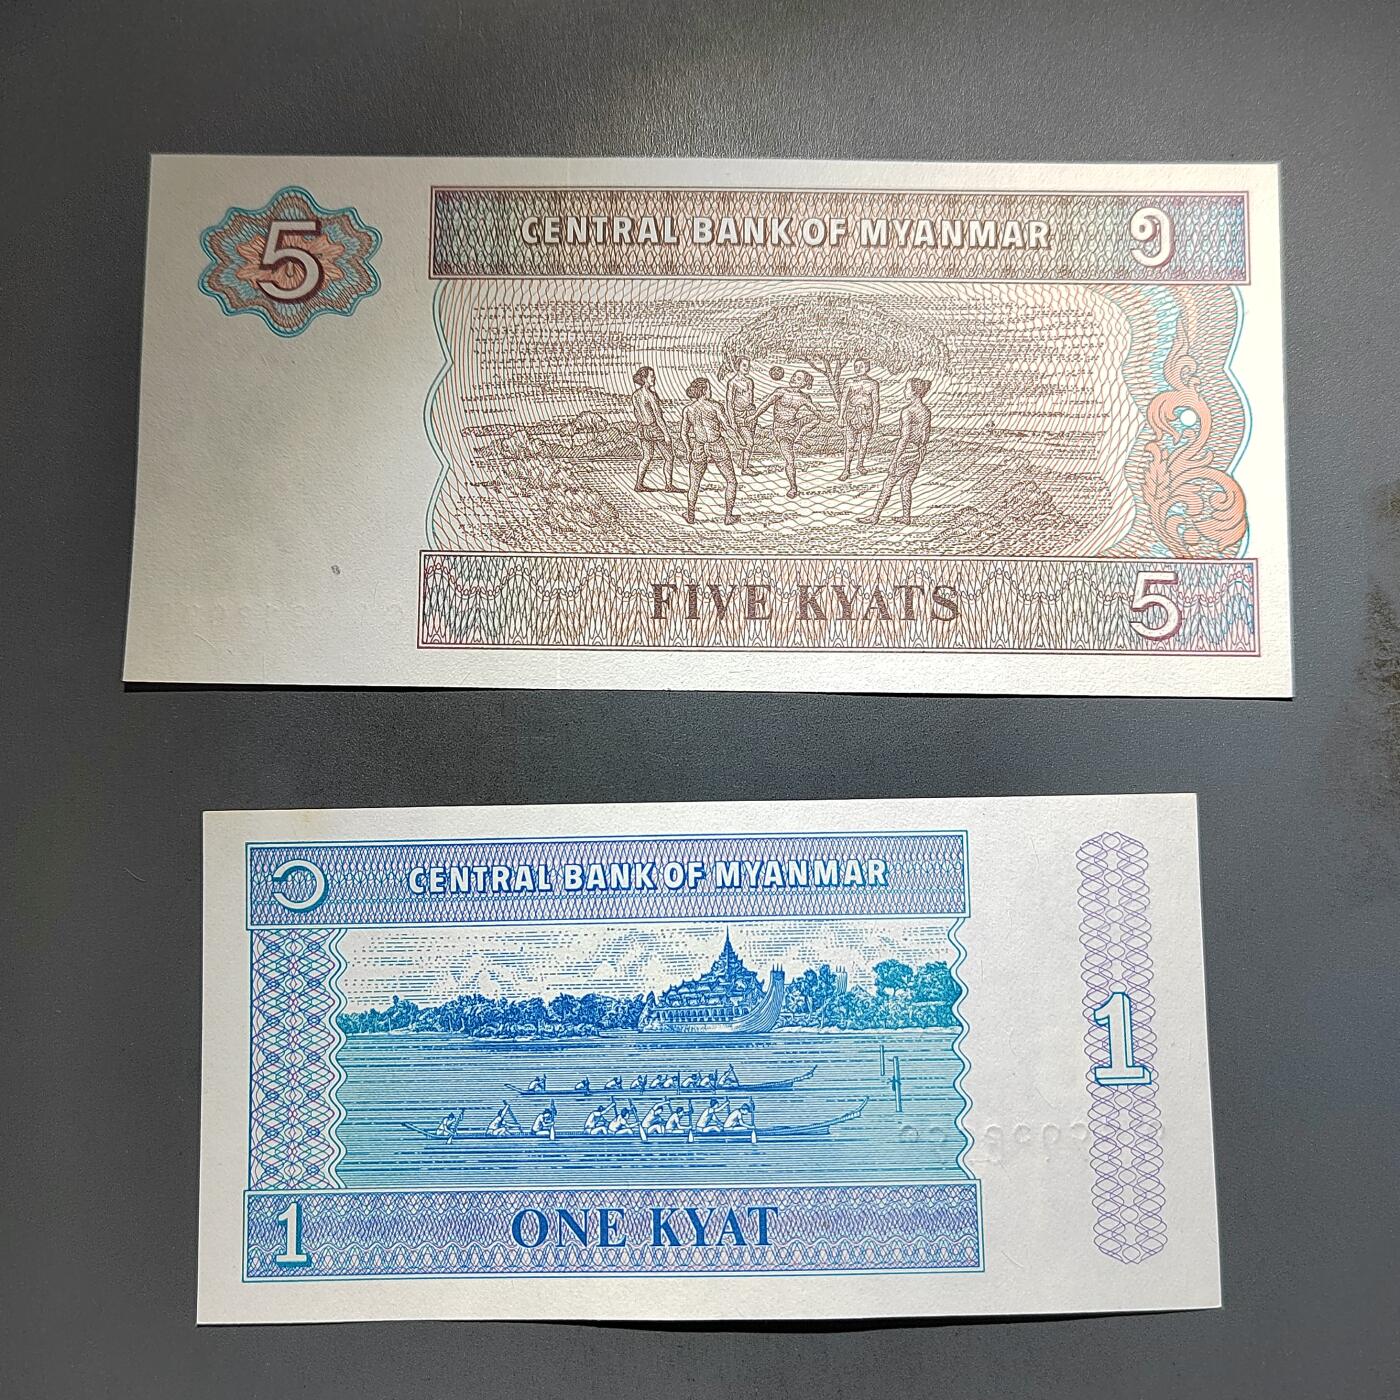 5
CENTRAL BANK OF MYANMAR ၅
FIVE KYATS 5
၁ CENTRAL BANK OF MYANMAR
1
1 ONE KYAT